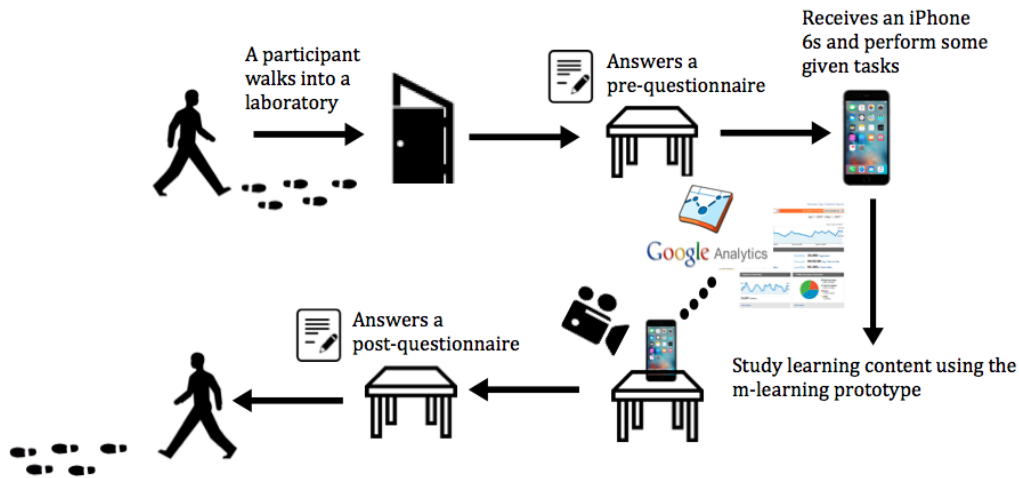 A participant
walks into a
laboratory
Answers a
pre-questionnaire
Receives an iPhone
6s and perform some
given tasks
Google Analytics
Study learning content using the
m-learning prototype
Answers a
post-questionnaire